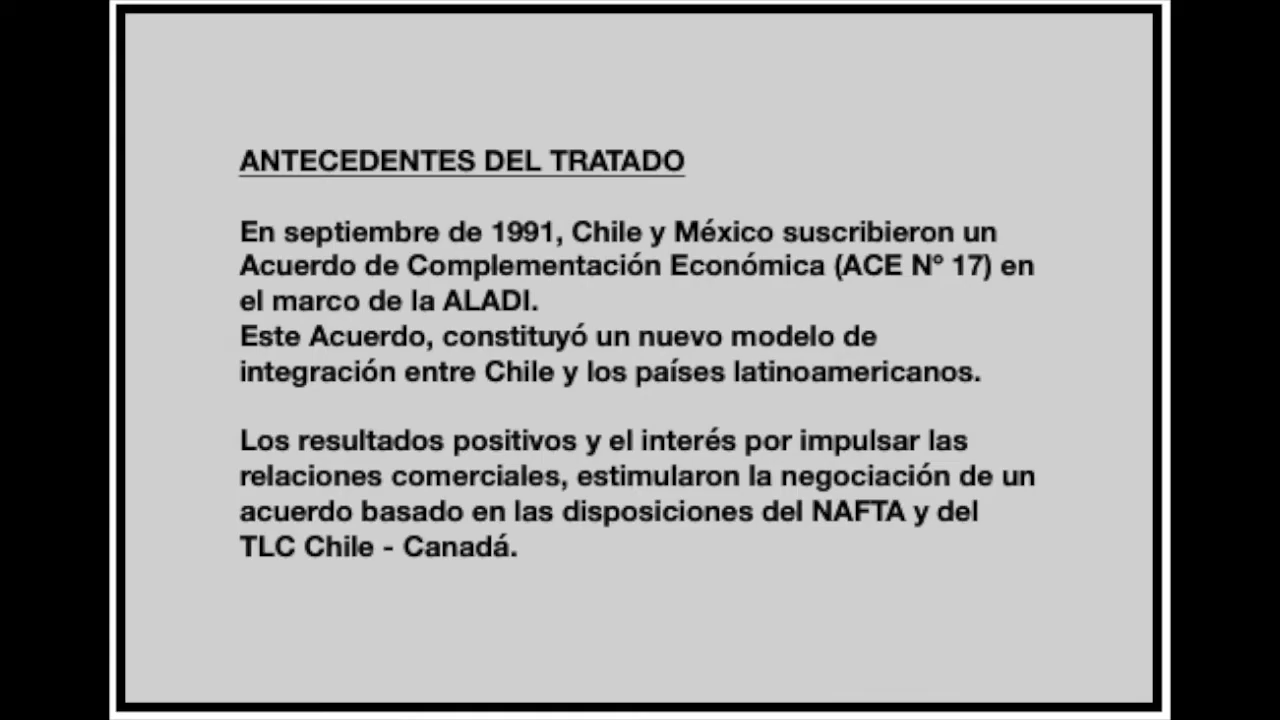 ANTECEDENTES DEL TRATADO
En septiembre de 1991, Chile y México suscribieron un
Acuerdo de Complementación Económica (ACE Nº 17) en
el marco de la ALADI.
Este Acuerdo, constituyó un nuevo modelo de
integración entre Chile y los países latinoamericanos.
Los resultados positivos y el interés por impulsar las
relaciones comerciales, estimularon la negociación de un
acuerdo basado en las disposiciones del NAFTA y del
TLC Chile - Canadá.